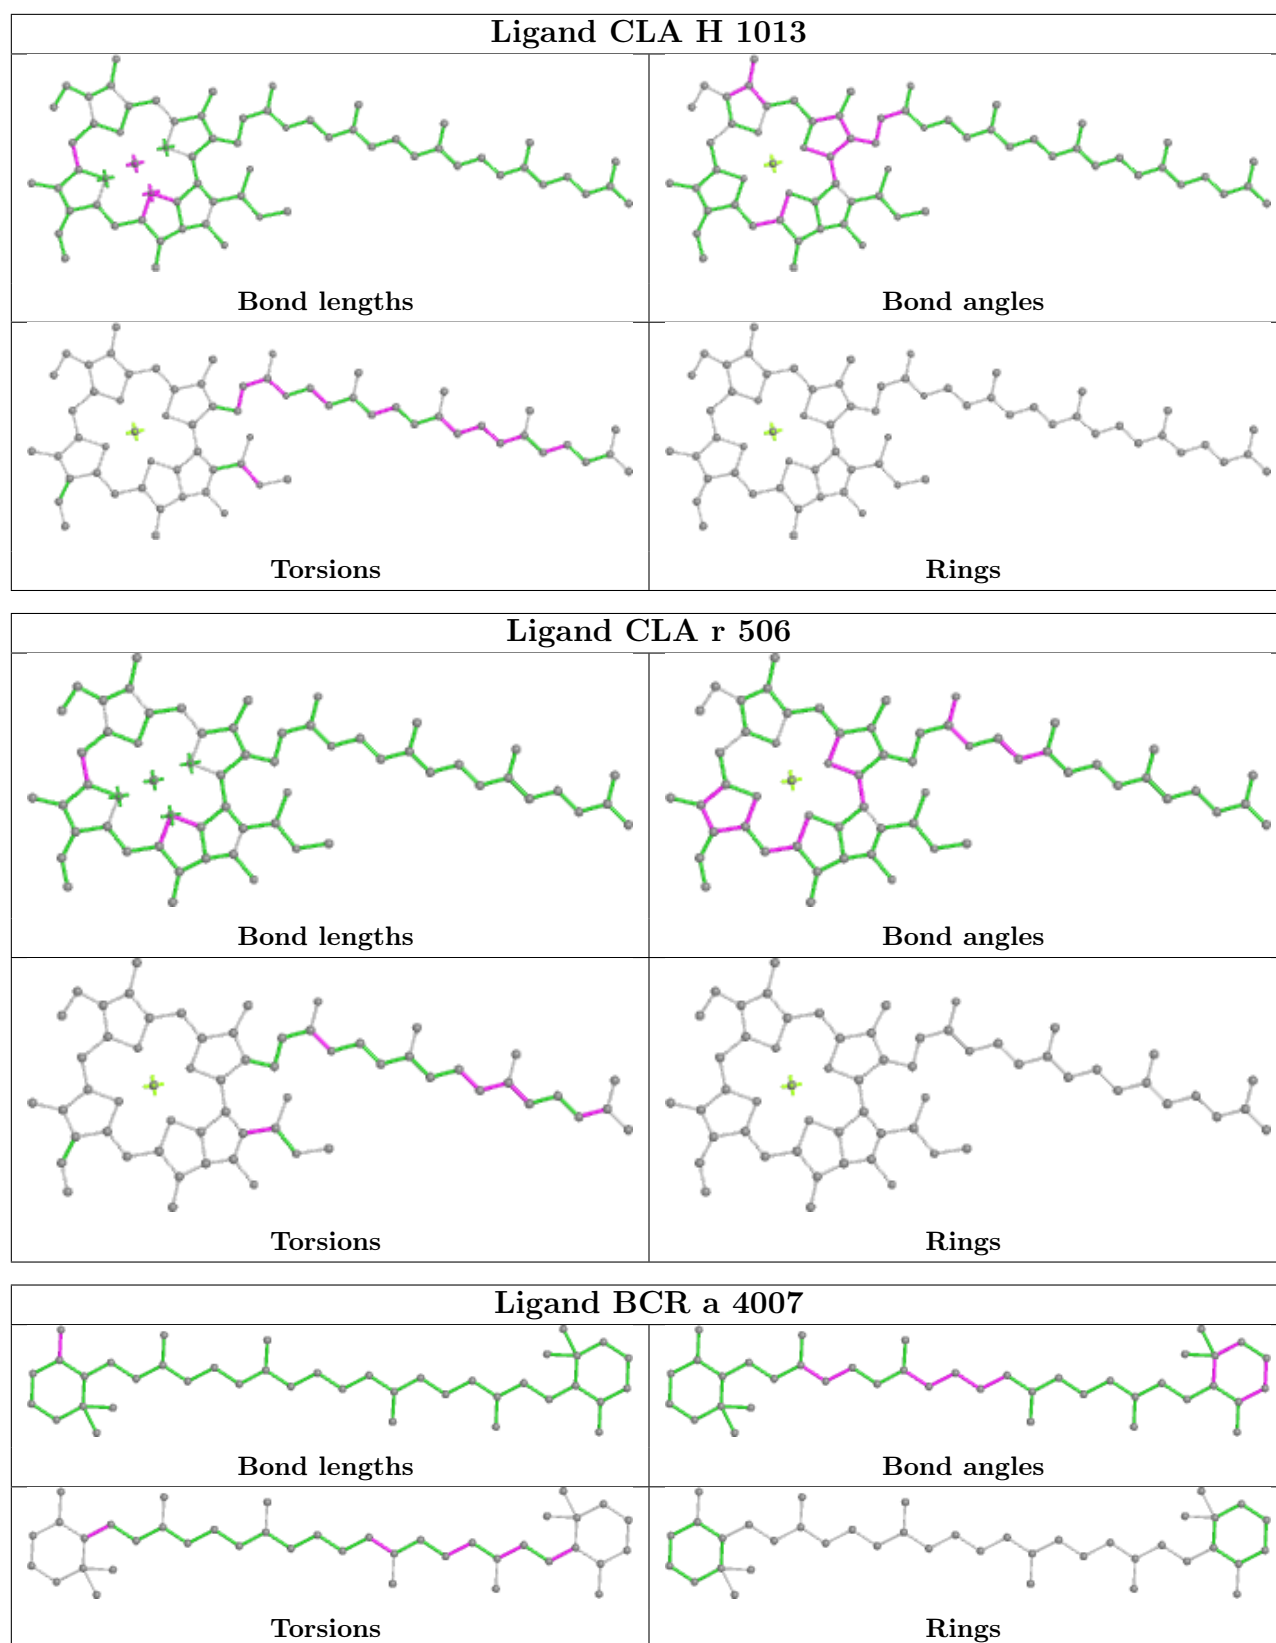 Ligand CLA H 1013
Bond lengths
Bond angles
Torsions
Rings
Ligand CLA r 506
Bond lengths
Bond angles
Torsions
Rings
Ligand BCR a 4007
Bond lengths
Bond angles
Torsions
Rings